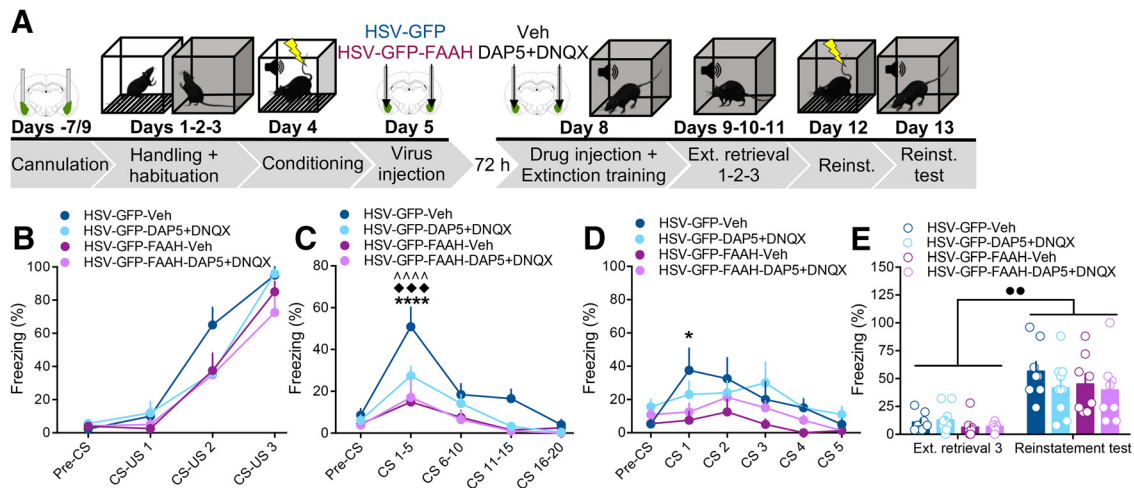 A
HSV-GFP
HSV-GFP-FAAH
Veh
DAP5+DNQX
Days -7/9
Days 1-2-3
Day 4
Day 5
Day 8
Days 9-10-11
Day 12
Day 13
Cannulation
Handling +
habituation
Conditioning
Virus
injection
72 h
Drug injection +
Extinction training
Ext. retrieval
1-2-3
Reinst.
Reinst.
test
B
HSV-GFP-Veh
HSV-GFP-DAP5+DNQX
HSV-GFP-FAAH-Veh
HSV-GFP-FAAH-DAP5+DNQX
Freezing (%)
100
80
60
40
20
0
Pre-CS
CS-US 1
CS-US 2
CS-US 3
C
HSV-GFP-Veh
HSV-GFP-DAP5+DNQX
HSV-GFP-FAAH-Veh
HSV-GFP-FAAH-DAP5+DNQX
^^^^
◆◆◆
****
Freezing (%)
80
60
40
20
0
Pre-CS
CS 1-5
CS 6-10
CS 11-15
CS 16-20
D
HSV-GFP-Veh
HSV-GFP-DAP5+DNQX
HSV-GFP-FAAH-Veh
HSV-GFP-FAAH-DAP5+DNQX
*
Freezing (%)
100
80
60
40
20
0
Pre-CS
CS 1
CS 2
CS 3
CS 4
CS 5
E
HSV-GFP-Veh
HSV-GFP-DAP5+DNQX
HSV-GFP-FAAH-Veh
HSV-GFP-FAAH-DAP5+DNQX
●●
Freezing (%)
150
125
100
75
50
25
0
Ext. retrieval 3
Reinstatement test